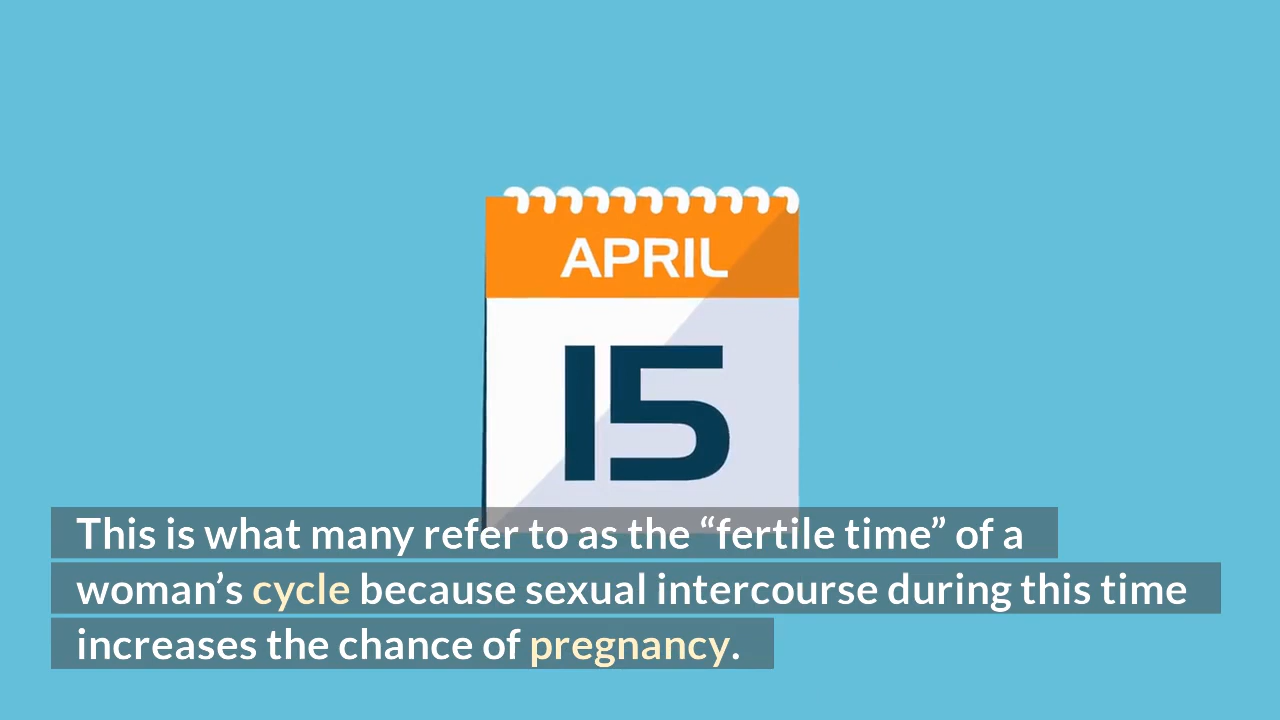 APRIL
15
This is what many refer to as the “fertile time” of a
woman’s cycle because sexual intercourse during this time
increases the chance of pregnancy.